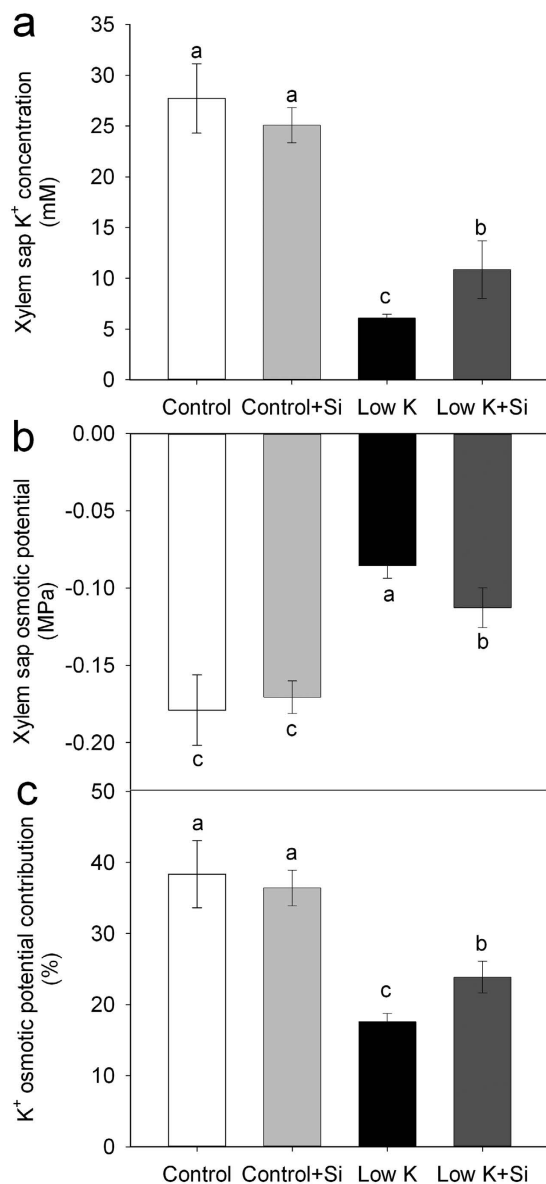 a
Xylem sap K+ concentration
(mM)
35
30
25
20
15
10
5
0
a
a
c
b
Control
Control+Si
Low K
Low K+Si
b
Xylem sap osmotic potential
(MPa)
0.00
-0.05
-0.10
-0.15
-0.20
c
c
a
b
c
K+ osmotic potential contribution
(%)
50
40
30
20
10
0
a
a
c
b
Control
Control+Si
Low K
Low K+Si